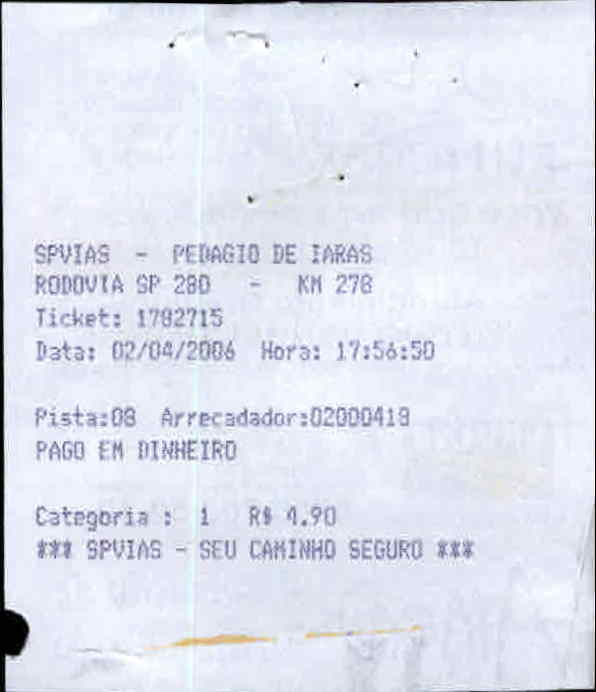 SPVIAS - PEDAGIO DE IARAS
RODOVIA SP 280 - KM 278
Ticket: 1782715
Data: 02/04/2006 Hora: 17:56:50
Pista:08 Arrecadador:02000418
PAGO EM DINHEIRO
Categoria : 1 R$ 4.90
*** SPVIAS - SEU CAMINHO SEGURO ***